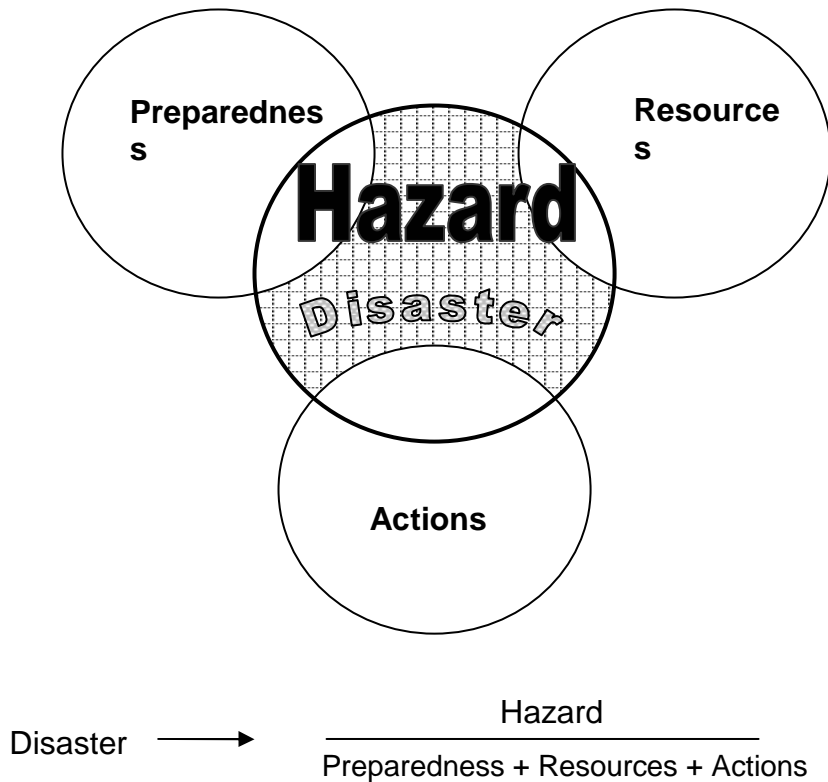 Preparednes
s
Resource
s
Hazard
Disaster
Actions
Disaster
Hazard
Preparedness + Resources + Actions